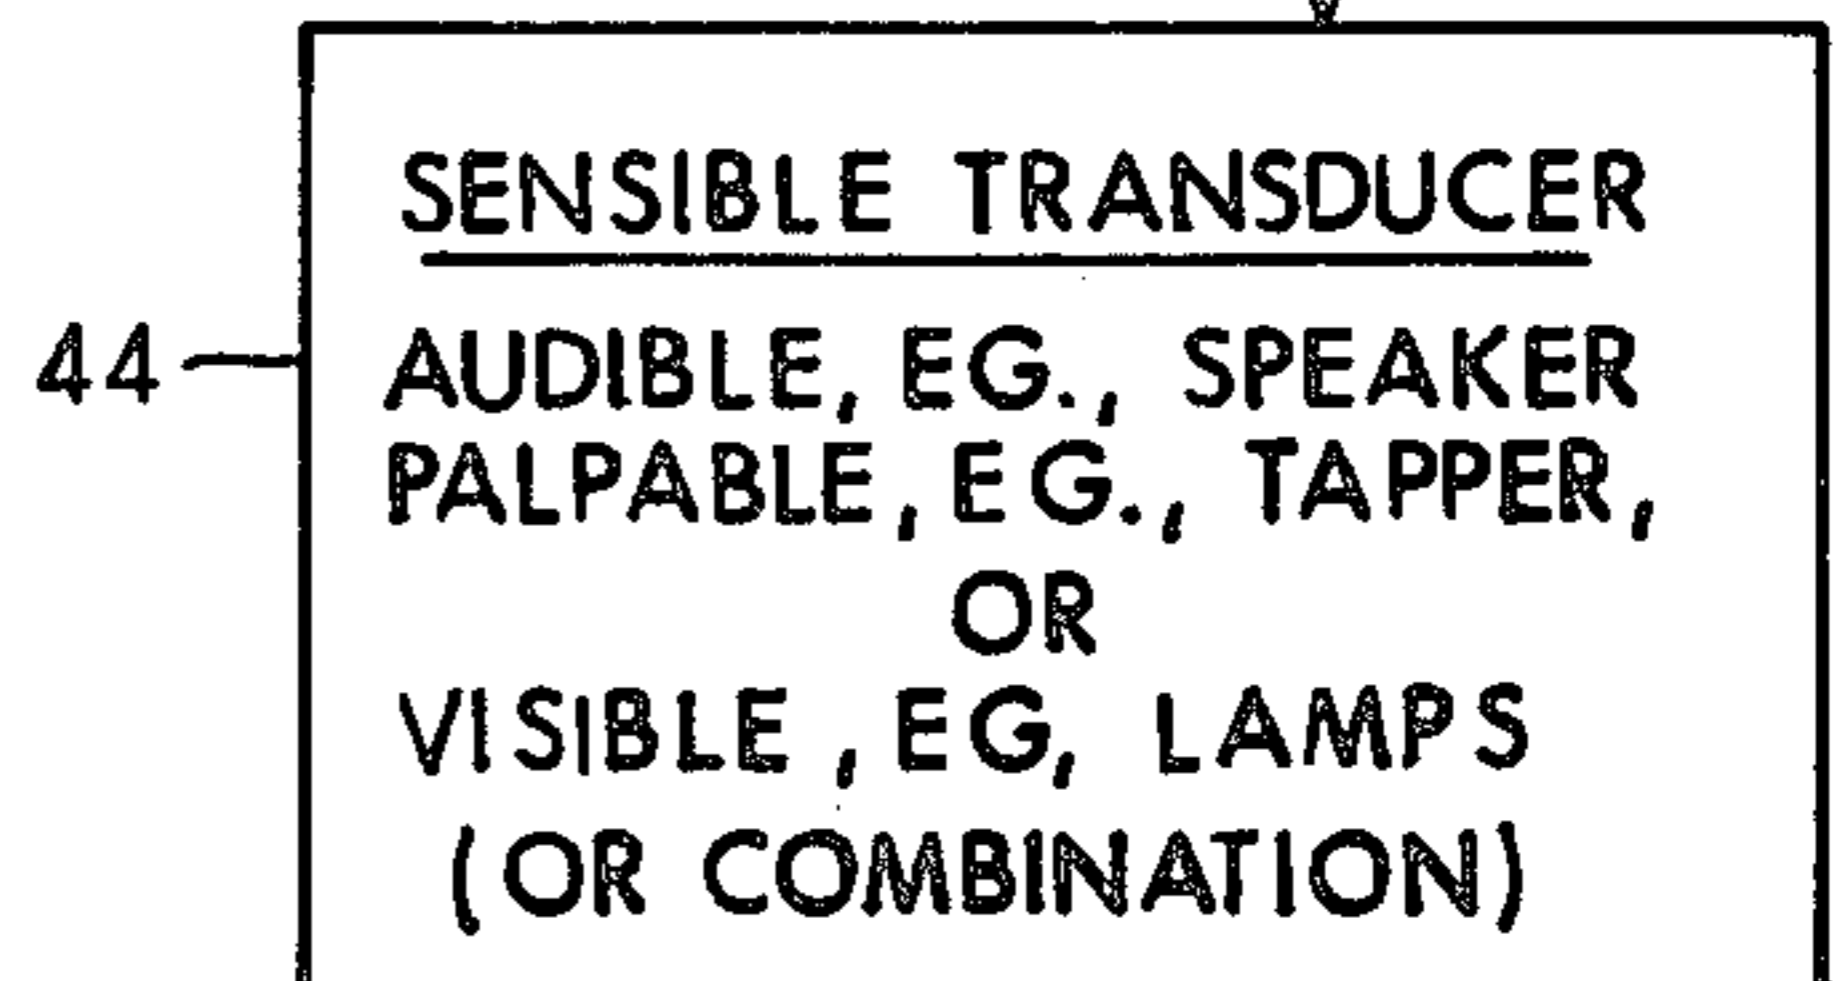 SENSIBLE TRANSDUCER
44 AUDIBLE, EG., SPEAKER
PALPABLE, EG., TAPPER,
OR
VISIBLE, EG, LAMPS
(OR COMBINATION)